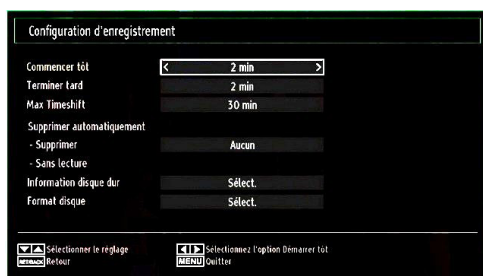 Configuration d'enregistrement
Commencer tôt < 2 min >
Terminer tard 2 min
Max Timeshift 30 min
Supprimer automatiquement
- Supprimer Aucun
- Sans lecture
Information disque dur Sélect.
Format disque Sélect.
Sélectionner le réglage Sélectionnez l'option Démarrer tôt
Retour MENU Quitter